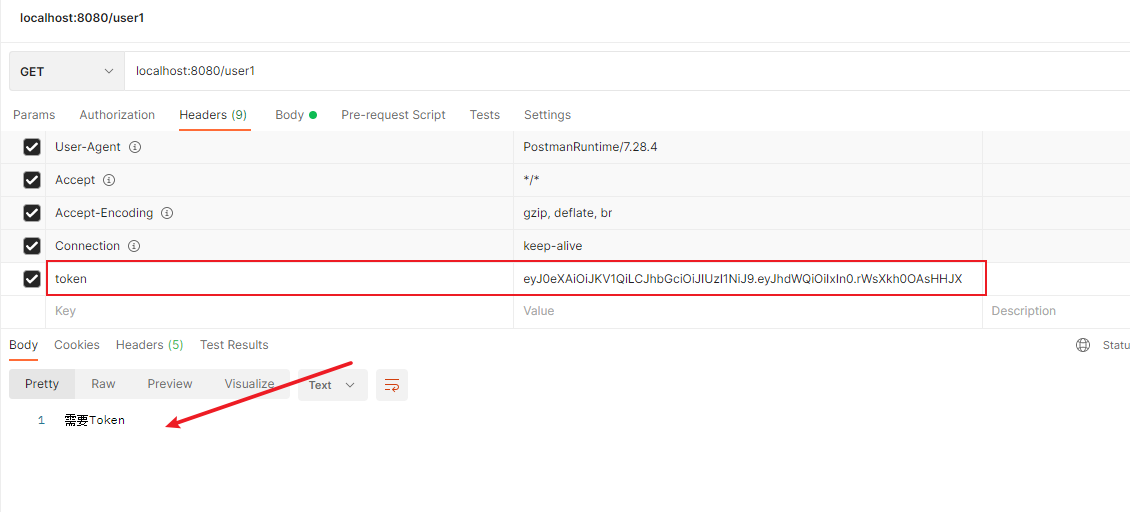 localhost:8080/user1
GET localhost:8080/user1
Params Authorization Headers (9) Body Pre-request Script Tests Settings
User-Agent PostmanRuntime/7.28.4
Accept */*
Accept-Encoding gzip, deflate, br
Connection keep-alive
token eyJ0eXAiOiJKV1QiLCJhbGciOiJIUzI1NiJ9.eyJhdWQiOiIxIn0.rWsXkh0OAsHHJX
Key Value Description
Body Cookies Headers (5) Test Results Statu
Pretty Raw Preview Visualize Text
1 需要Token